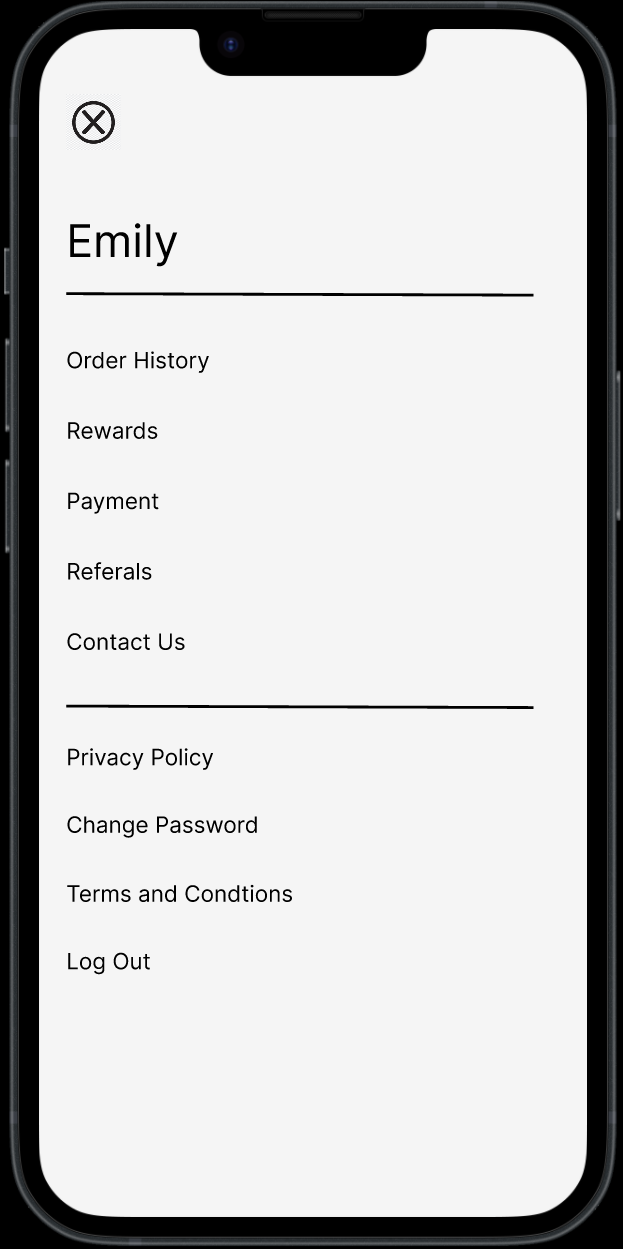 Emily
Order History
Rewards
Payment
Referals
Contact Us
Privacy Policy
Change Password
Terms and Condtions
Log Out